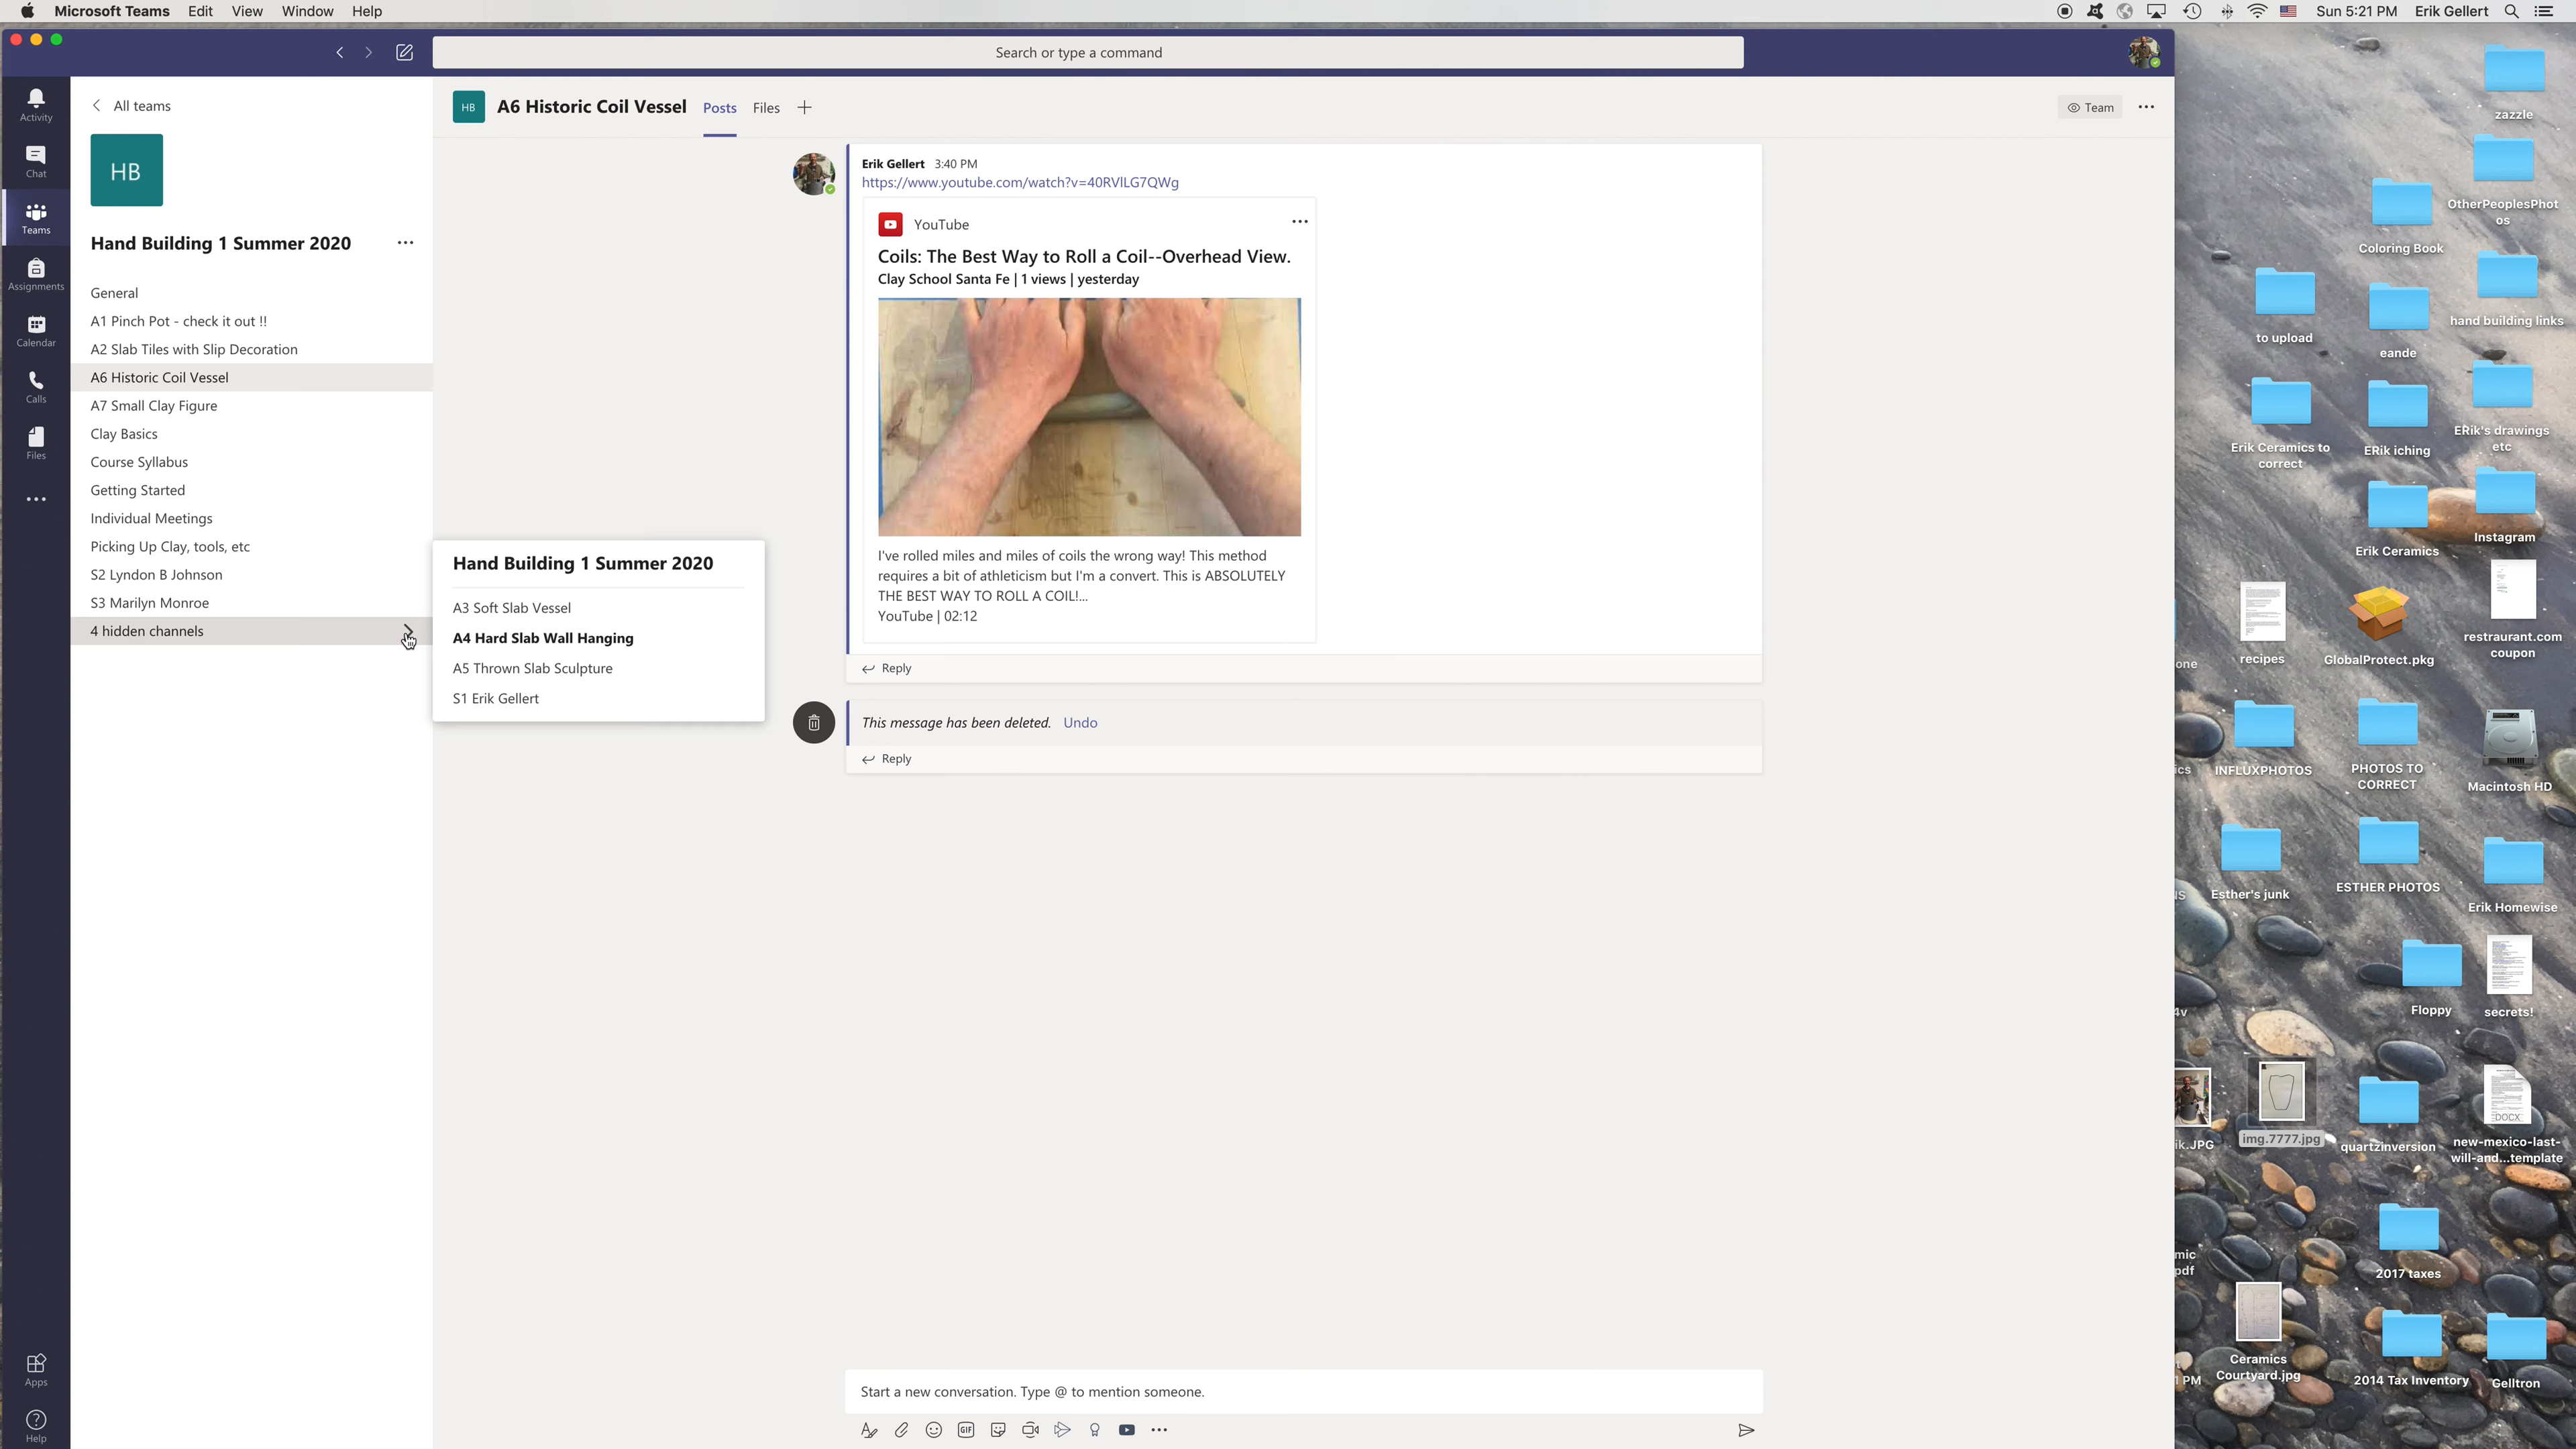 Microsoft Teams Edit View Window Help
Sun 5:21 PM Erik Gellert
Search or type a command
Activity
Chat
Teams
Assignments
Calendar
Calls
Files
Apps
Help
All teams
HB
Hand Building 1 Summer 2020
General
A1 Pinch Pot - check it out !!
A2 Slab Tiles with Slip Decoration
A6 Historic Coil Vessel
A7 Small Clay Figure
Clay Basics
Course Syllabus
Getting Started
Individual Meetings
Picking Up Clay, tools, etc
S2 Lyndon B Johnson
S3 Marilyn Monroe
4 hidden channels
Hand Building 1 Summer 2020
A3 Soft Slab Vessel
A4 Hard Slab Wall Hanging
A5 Thrown Slab Sculpture
S1 Erik Gellert
HB A6 Historic Coil Vessel Posts Files
Team
Erik Gellert 3:40 PM
https://www.youtube.com/watch?v=40RVlLG7QWg
YouTube
Coils: The Best Way to Roll a Coil--Overhead View.
Clay School Santa Fe | 1 views | yesterday
I've rolled miles and miles of coils the wrong way! This method
requires a bit of athleticism but I'm a convert. This is ABSOLUTELY
THE BEST WAY TO ROLL A COIL!...
YouTube | 02:12
Reply
This message has been deleted. Undo
Reply
Start a new conversation. Type @ to mention someone.
GIF
zazzle
OtherPeoplesPhot
os
Coloring Book
hand building links
to upload
eande
ERik's drawings
etc
Erik Ceramics to
correct
ERik iching
Instagram
Erik Ceramics
restraurant.com
coupon
one
recipes
GlobalProtect.pkg
ics
INFLUXPHOTOS
PHOTOS TO
CORRECT
Macintosh HD
Esther's junk
ESTHER PHOTOS
Erik Homewise
Floppy
secrets!
4v
ik.JPG
img.7777.jpg
quartzinversion
DOCX
new-mexico-last-
will-and...template
mic
pdf
2017 taxes
Ceramics
Courtyard.jpg
1 PM
2014 Tax Inventory
Gelltron